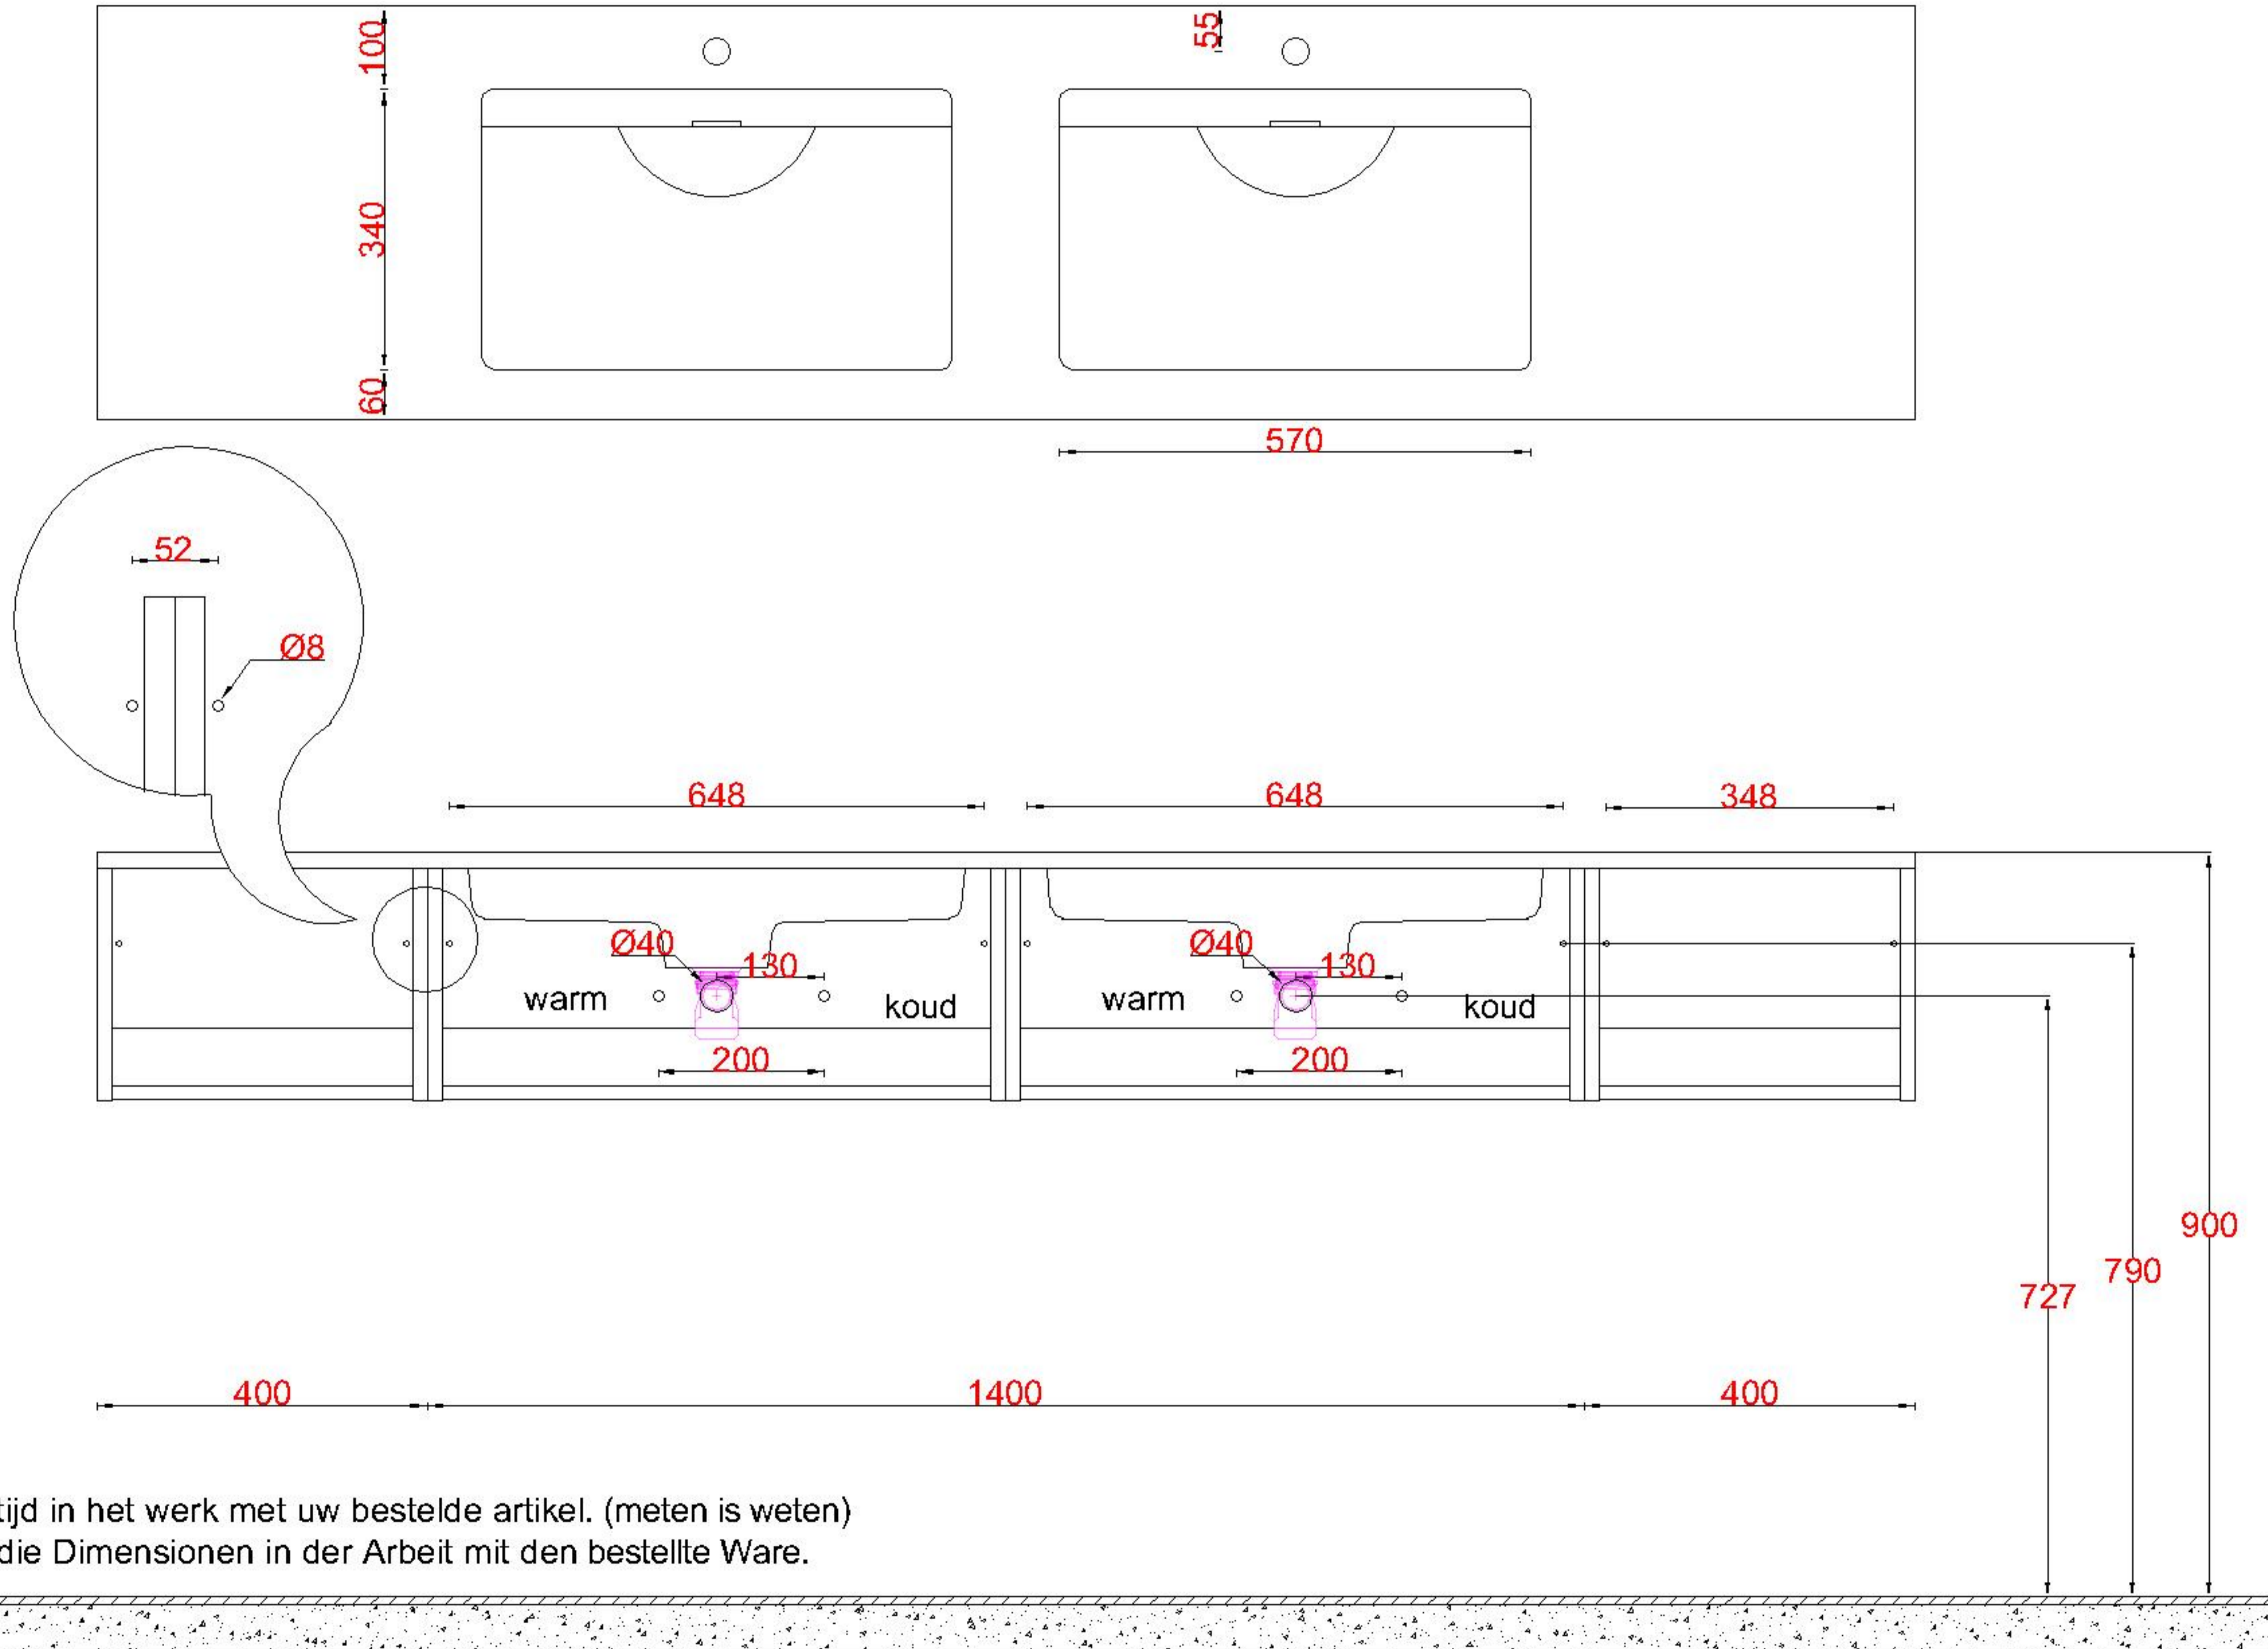 100
55
340
60
570
52
Ø8
648
648
348
Ø40
130
Ø40
130
warm
koud
warm
koud
200
200
900
790
727
400
1400
400
tijd in het werk met uw bestelde artikel. (meten is weten)
die Dimensionen in der Arbeit mit den bestellte Ware.